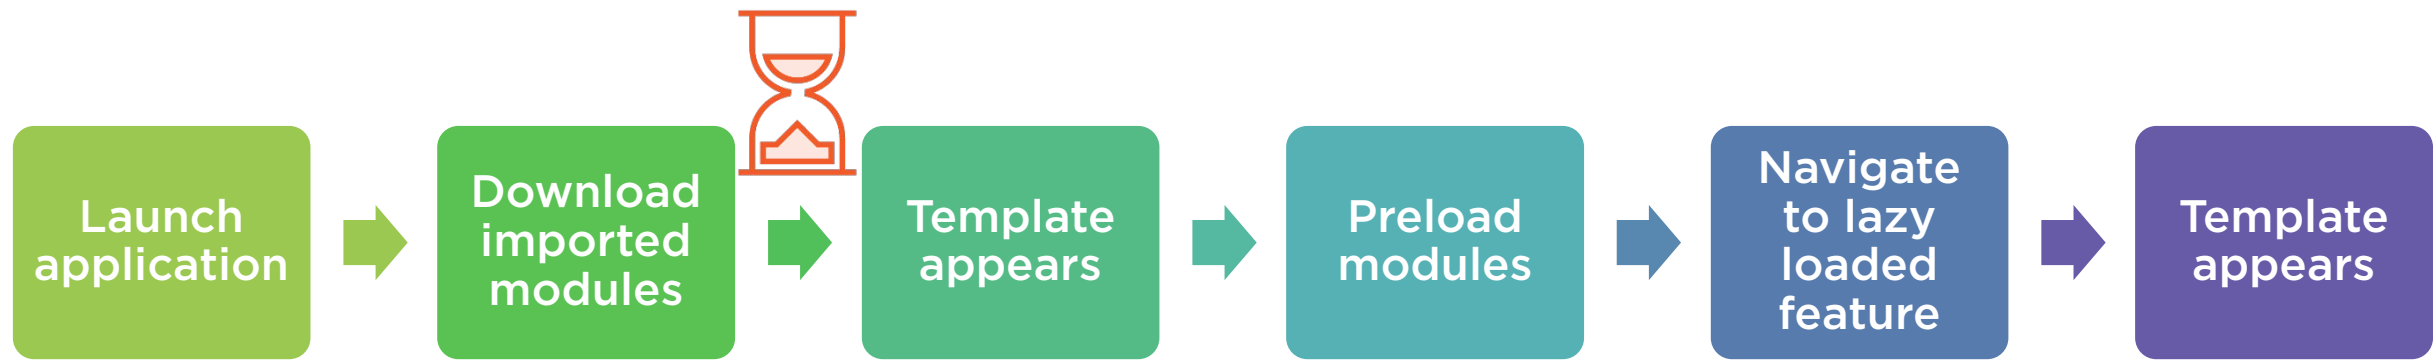 Launch
application
Download
imported
modules
Template
appears
Preload
modules
Navigate
to lazy
loaded
feature
Template
appears